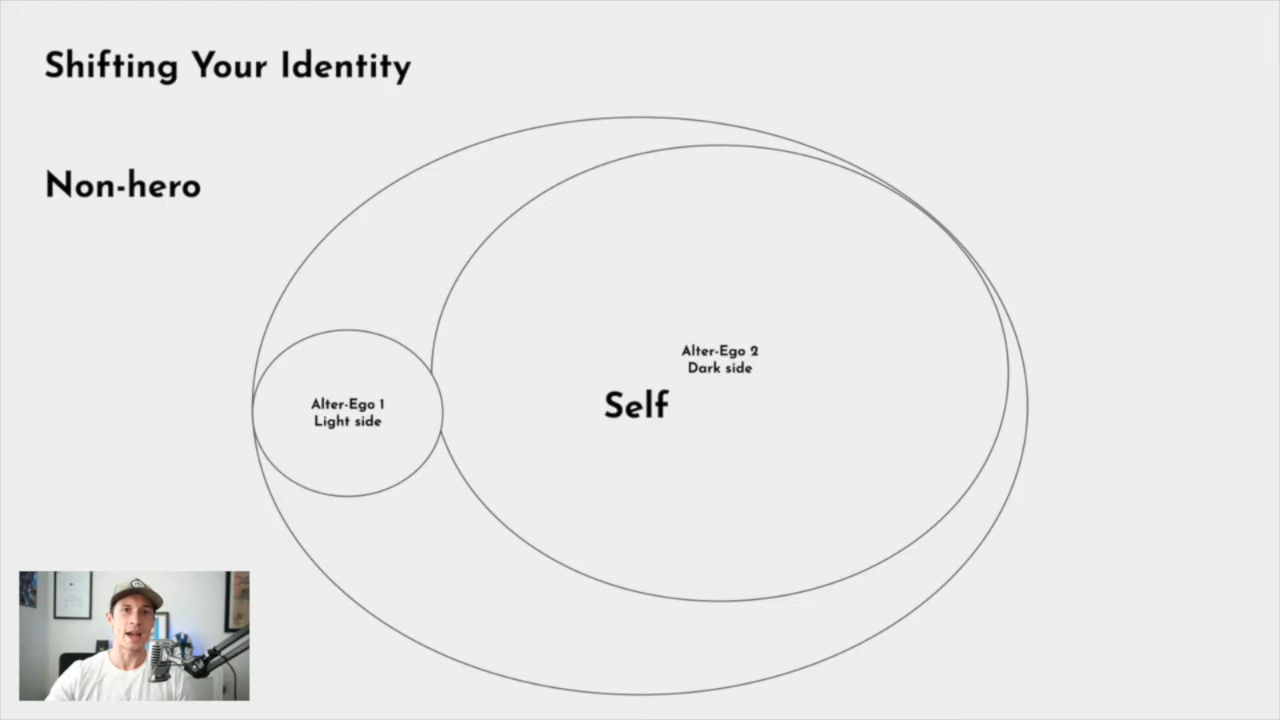 Shifting Your Identity
Non-hero
Alter-Ego 2
Dark side
Self
Alter-Ego 1
Light side